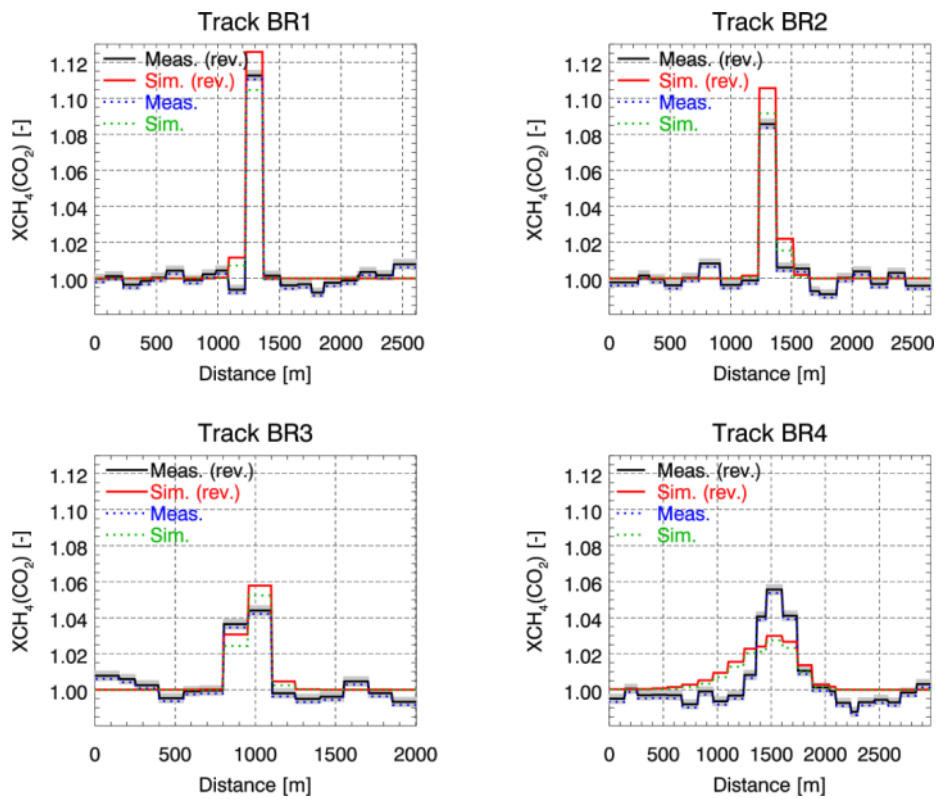 Track BR1
Meas. (rev.)
Sim. (rev.)
Meas.
Sim.
1.12
1.10
1.08
1.06
1.04
1.02
1.00
XCH₄(CO₂) [-]
0 500 1000 1500 2000 2500
Distance [m]
Track BR2
Meas. (rev.)
Sim. (rev.)
Meas.
Sim.
1.12
1.10
1.08
1.06
1.04
1.02
1.00
XCH₄(CO₂) [-]
0 500 1000 1500 2000 2500
Distance [m]
Track BR3
Meas. (rev.)
Sim. (rev.)
Meas.
Sim.
1.12
1.10
1.08
1.06
1.04
1.02
1.00
XCH₄(CO₂) [-]
0 500 1000 1500 2000
Distance [m]
Track BR4
Meas. (rev.)
Sim. (rev.)
Meas.
Sim.
1.12
1.10
1.08
1.06
1.04
1.02
1.00
XCH₄(CO₂) [-]
0 500 1000 1500 2000 2500
Distance [m]